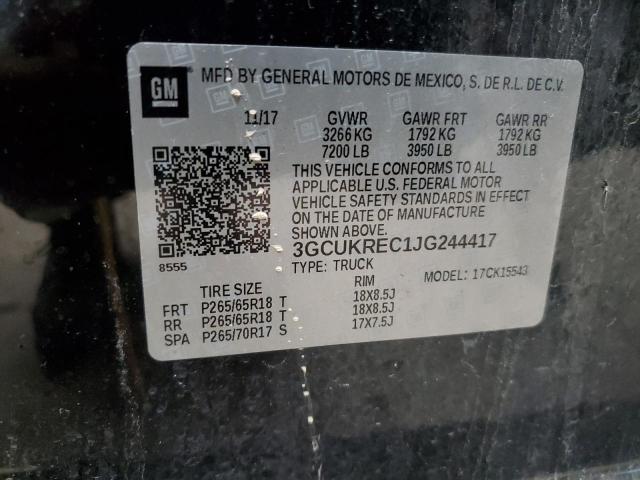 GM
MFD BY GENERAL MOTORS DE MEXICO, S. DE R.L. DE C.V.
11/17 GVWR GAWR FRT GAWR RR
3266 KG 1792 KG 1792 KG
7200 LB 3950 LB 3950 LB
THIS VEHICLE CONFORMS TO ALL
APPLICABLE U.S. FEDERAL MOTOR
VEHICLE SAFETY STANDARDS IN EFFECT
ON THE DATE OF MANUFACTURE
SHOWN ABOVE.
3GCUKREC1JG244417
8555
TYPE: TRUCK MODEL: 17CK15543
TIRE SIZE RIM
FRT P265/65R18 T 18X8.5J
RR P265/65R18 T 18X8.5J
SPA P265/70R17 S 17X7.5J